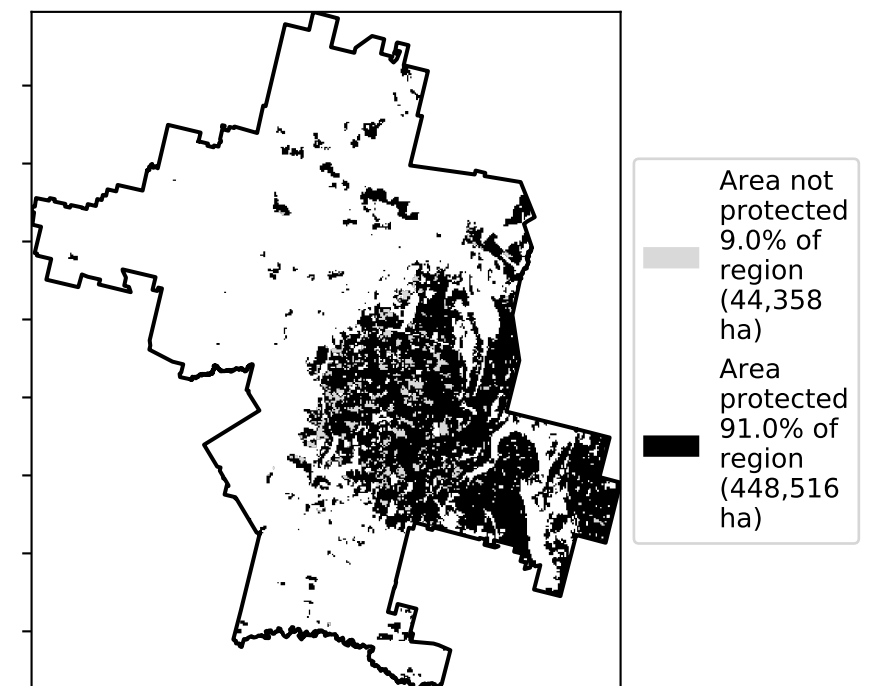 Area not
protected
9.0% of
region
(44,358
ha)
Area
protected
91.0% of
region
(448,516
ha)